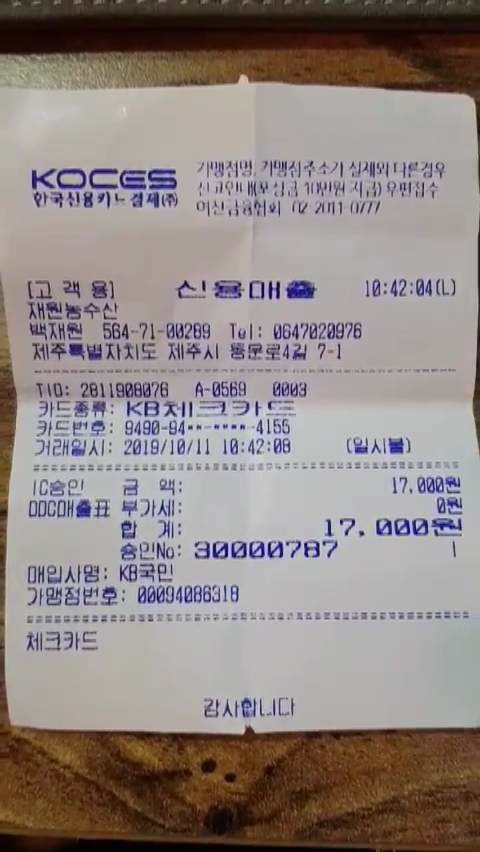 KOCES
한국신용카드결제(주)
가맹점명, 가맹점주소가 실제와 다른경우
신고안내(포상금 10만원 지급) 우편접수
여신금융협회 02-2011-0777
[고 객 용] 신용매출 10:42:04(L)
재원농수산
백재원 564-71-00289 Tel: 0647020976
제주특별자치도 제주시 동문로4길 7-1
TID: 2811908076 A-0569 0003
카드종류: KB체크카드
카드번호: 9490-94**-****-4155
거래일시: 2019/10/11 10:42:08 (일시불)
IC승인 금 액: 17,000원
DDC매출표 부가세: 0원
합 계: 17,000원
승인No: 30000787 1
매입사명: KB국민
가맹점번호: 00094086318
체크카드
감사합니다